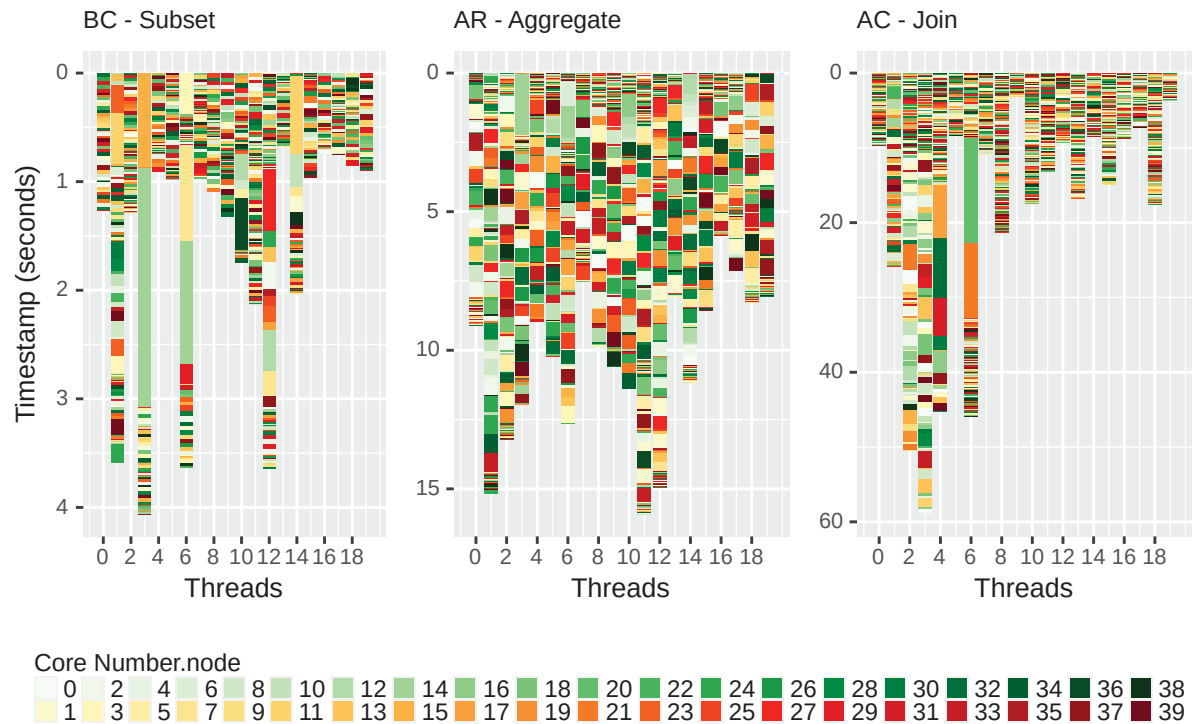 BC - Subset
AR - Aggregate
AC - Join
Timestamp (seconds)
0
1
2
3
4
0 2 4 6 8 10 12 14 16 18
Threads
0
5
10
15
0 2 4 6 8 10 12 14 16 18
Threads
0
20
40
60
0 2 4 6 8 10 12 14 16 18
Threads
Core Number.node
0 2 4 6 8 10 12 14 16 18 20 22 24 26 28 30 32 34 36 38
1 3 5 7 9 11 13 15 17 19 21 23 25 27 29 31 33 35 37 39